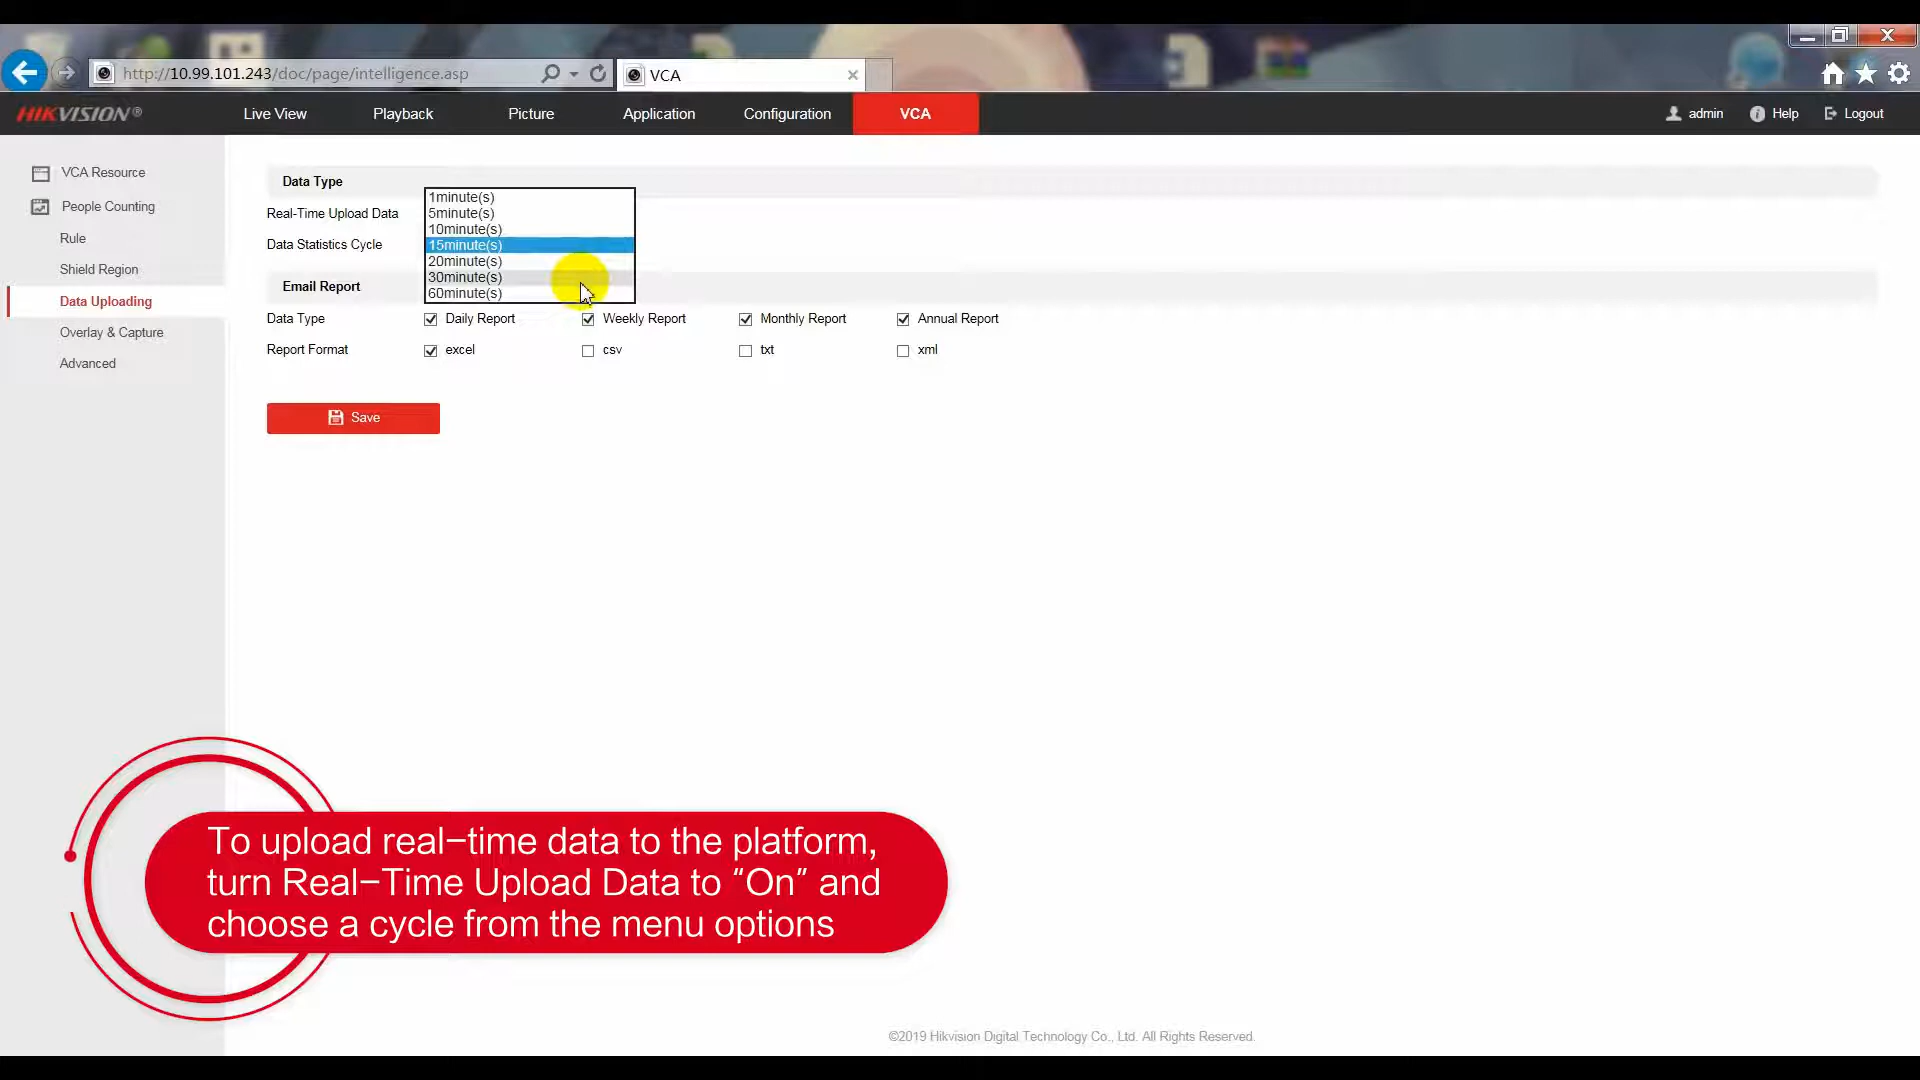 http://10.99.101.243/doc/page/intelligence.asp
VCA
HIKVISION®
Live View
Playback
Picture
Application
Configuration
VCA
admin
Help
Logout
VCA Resource
People Counting
Rule
Shield Region
Data Uploading
Overlay & Capture
Advanced
Data Type
Real-Time Upload Data
Data Statistics Cycle
1minute(s)
5minute(s)
10minute(s)
15minute(s)
20minute(s)
30minute(s)
60minute(s)
Email Report
Data Type
Daily Report
Weekly Report
Monthly Report
Annual Report
Report Format
excel
csv
txt
xml
Save
To upload real-time data to the platform,
turn Real-Time Upload Data to "On" and
choose a cycle from the menu options
©2019 Hikvision Digital Technology Co., Ltd. All Rights Reserved.